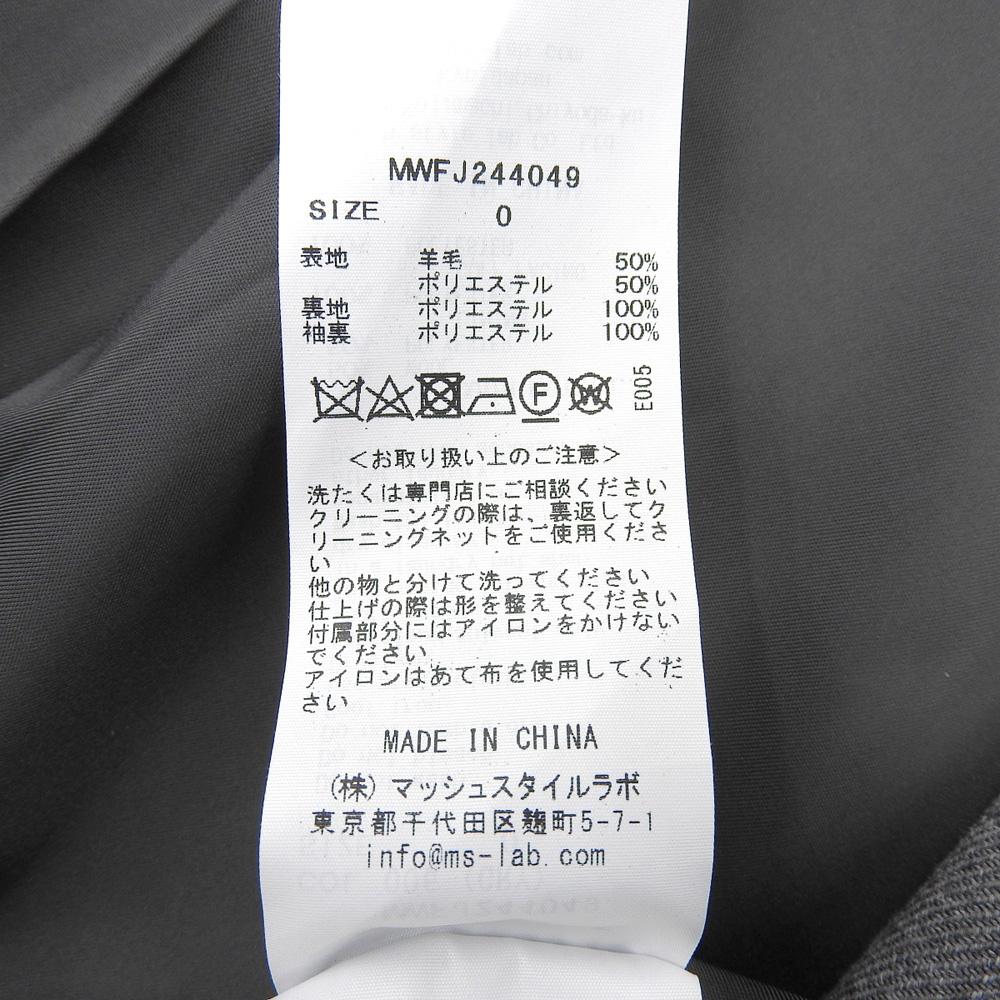 MWFJ244049
SIZE 0
表地 羊毛 50%
ポリエステル 50%
裏地 ポリエステル 100%
袖裏 ポリエステル 100%
F W E005
<お取り扱い上のご注意>
洗たくは専門店にご相談ください
クリーニングの際は、裏返してク
リーニングネットをご使用くださ
い
他の物と分けて洗ってください
仕上げの際は形を整えてください
付属部分にはアイロンをかけない
でください
アイロンはあて布を使用してくだ
さい
MADE IN CHINA
(株)マッシュスタイルラボ
東京都千代田区麹町5-7-1
info@ms-lab.com